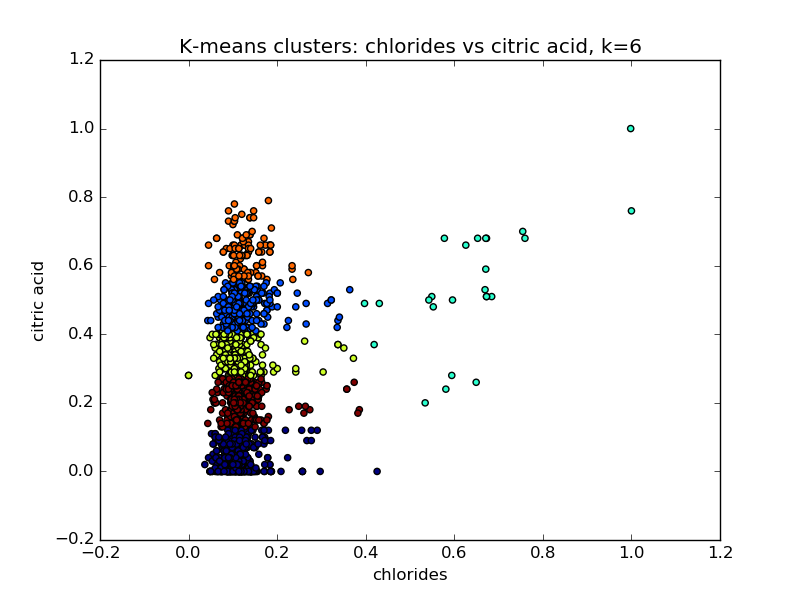 K-means clusters: chlorides vs citric acid, k=6
1.2
1.0
0.8
0.6
0.4
0.2
0.0
−0.2
citric acid
−0.2 0.0 0.2 0.4 0.6 0.8 1.0 1.2
chlorides